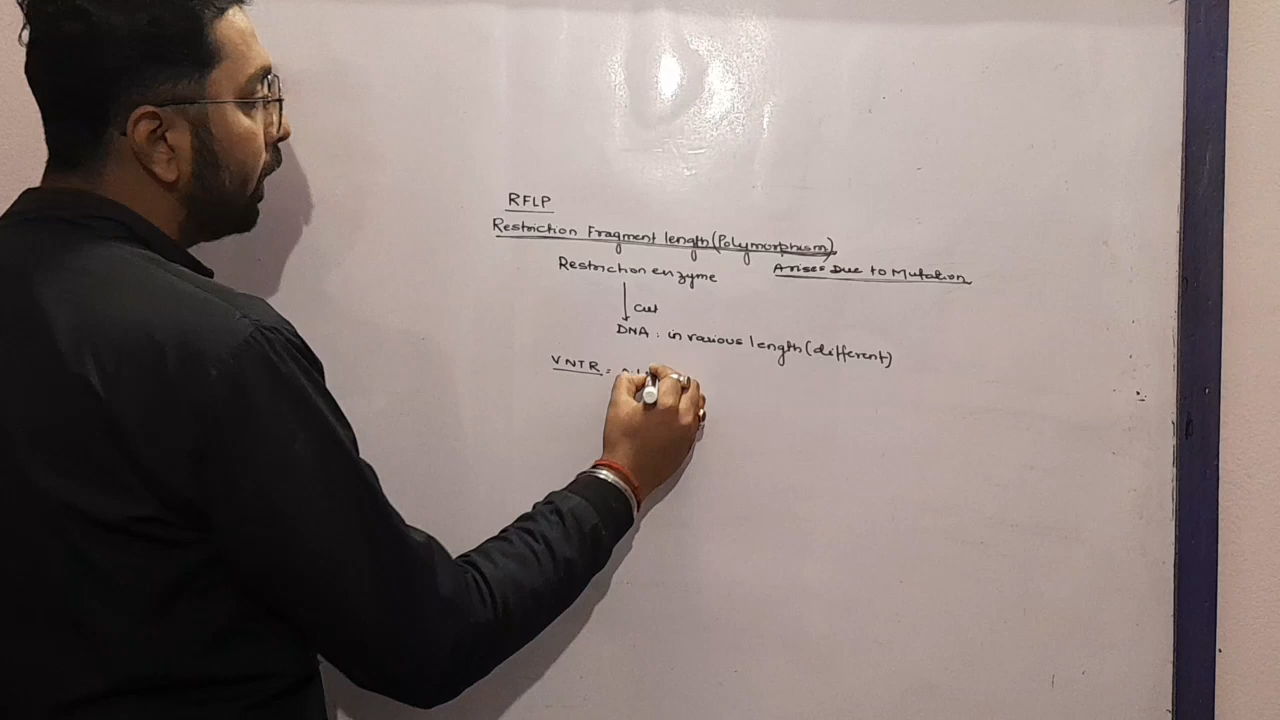 RFLP
Restriction Fragment length (Polymorphism)
Restriction enzyme Arises Due to Mutation
cut
DNA : in various length (different)
VNTR =